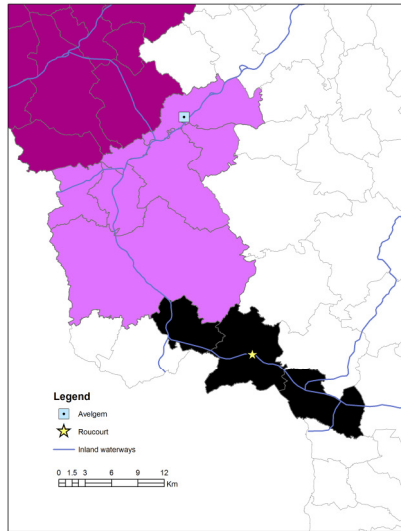 Legend
Avelgem
Roucourt
Inland waterways
0 1.5 3 6 9 12
Km